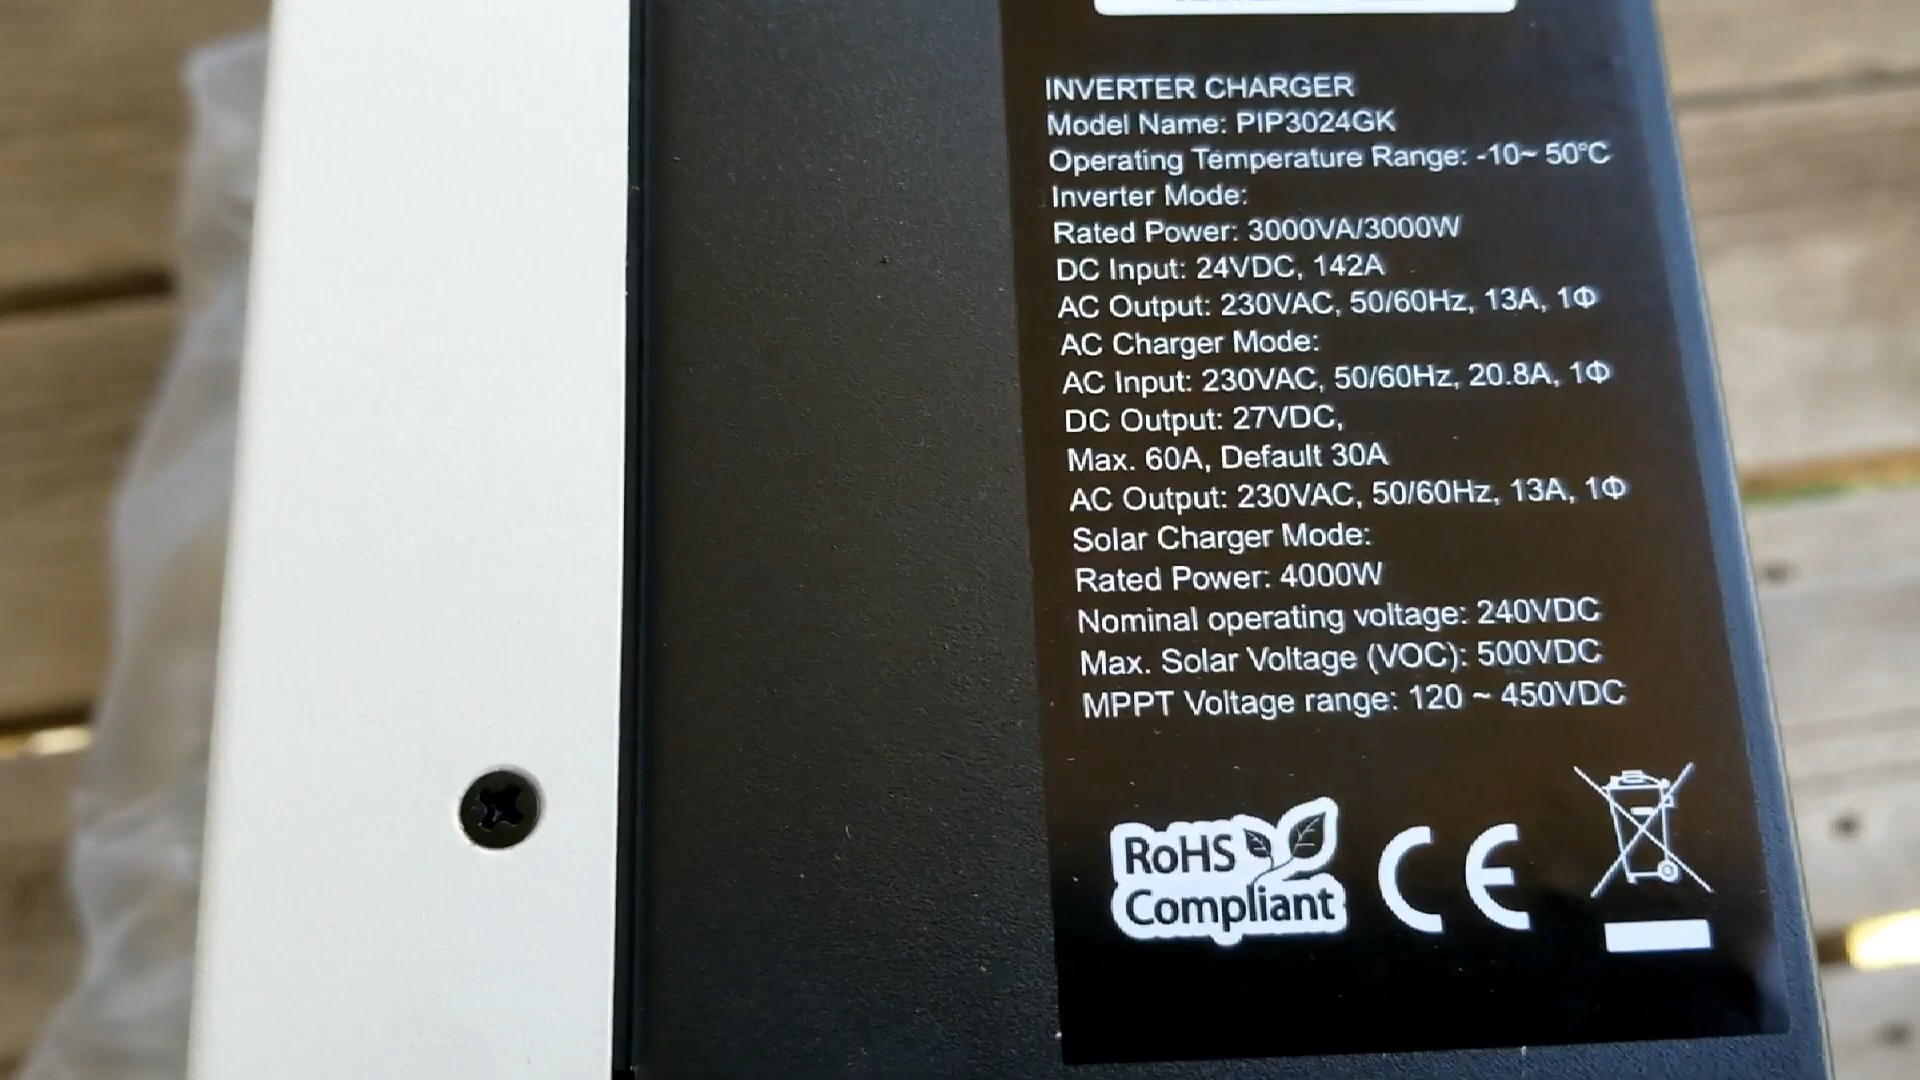 INVERTER CHARGER
Model Name: PIP3024GK
Operating Temperature Range: -10~ 50°C
Inverter Mode:
Rated Power: 3000VA/3000W
DC Input: 24VDC, 142A
AC Output: 230VAC, 50/60Hz, 13A, 1Φ
AC Charger Mode:
AC Input: 230VAC, 50/60Hz, 20.8A, 1Φ
DC Output: 27VDC,
Max. 60A, Default 30A
AC Output: 230VAC, 50/60Hz, 13A, 1Φ
Solar Charger Mode:
Rated Power: 4000W
Nominal operating voltage: 240VDC
Max. Solar Voltage (VOC): 500VDC
MPPT Voltage range: 120 ~ 450VDC
RoHS
Compliant
CE